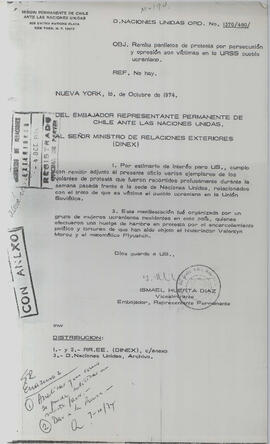 MISION PERMANENTE DE CHILE
ANTE LAS NACIONES UNIDAS
NEW YORK, N. Y. 10017
O. NACIONES UNIDAS ORD. No. 1370/480/
OBJ. Remite panfletos de protesta por persecución
y opresión son víctimas en la URSS pueblo
ucraniano.
REF. No hay.
NUEVA YORK, 18, de Octubre de 1974.
DEL EMBAJADOR REPRESENTANTE PERMANENTE DE
CHILE ANTE LAS NACIONES UNIDAS.
AL SEÑOR MINISTRO DE RELACIONES EXTERIORES
(DINEX)
REGISTRADO
1. Por estimarlo de interés para US., cumplo
con remitir adjunto al presente oficio varios ejemplares de los
volantes de protesta que fueron repartidos profusamente durante la
semana pasada frente a la sede de Naciones Unidas, relacionados
con el trato de que es víctima el pueblo ucraniano en la Unión
Soviética.
2. Esta manifestación fué organizada por un
grupo de mujeres ucranianas residentes en este país, quienes
efectuaron una huelga de hambre en protesta por el encarcelamiento
político y torturas de que han sido objeto el historiador Valentyn
Moroz y el matemático Plyushch.
Dios guarde a US.,
CON ANEXO
ISMAEL HUERTA DIAZ
Vicealmirante
Embajador, Representante Permanente
DISTRIBUCION:
1.- y 2.- RR.EE. (DINEX), c/anexo
3.- D. Naciones Unidas, Archivo.